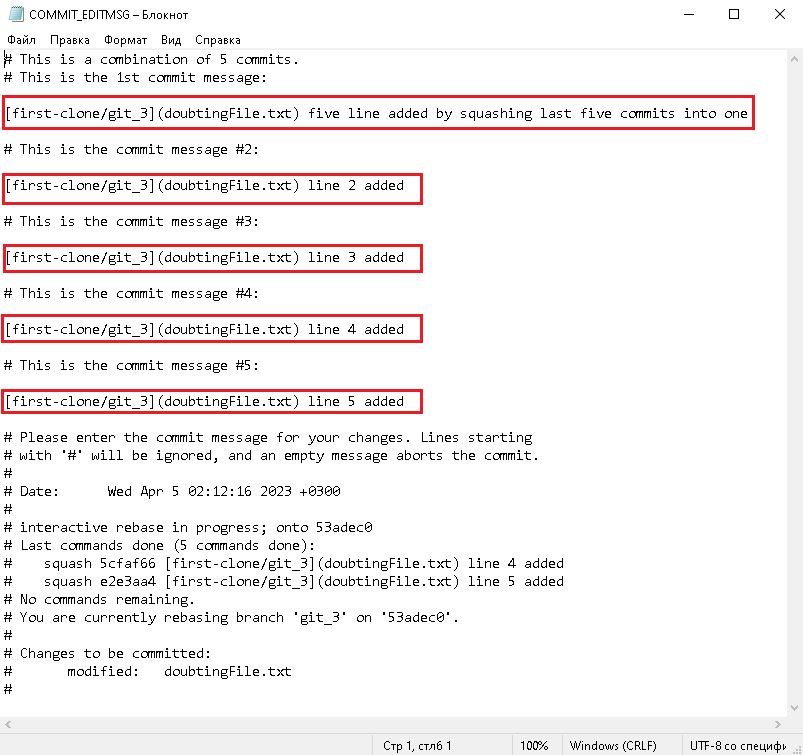 COMMIT_EDITMSG – Блокнот
Файл Правка Формат Вид Справка
# This is a combination of 5 commits.
# This is the 1st commit message:
[first-clone/git_3](doubtingFile.txt) five line added by squashing last five commits into one
# This is the commit message #2:
[first-clone/git_3](doubtingFile.txt) line 2 added
# This is the commit message #3:
[first-clone/git_3](doubtingFile.txt) line 3 added
# This is the commit message #4:
[first-clone/git_3](doubtingFile.txt) line 4 added
# This is the commit message #5:
[first-clone/git_3](doubtingFile.txt) line 5 added
# Please enter the commit message for your changes. Lines starting
# with '#' will be ignored, and an empty message aborts the commit.
#
# Date:      Wed Apr 5 02:12:16 2023 +0300
#
# interactive rebase in progress; onto 53adec0
# Last commands done (5 commands done):
#    squash 5cfaf66 [first-clone/git_3](doubtingFile.txt) line 4 added
#    squash e2e3aa4 [first-clone/git_3](doubtingFile.txt) line 5 added
# No commands remaining.
# You are currently rebasing branch 'git_3' on '53adec0'.
#
# Changes to be committed:
#       modified:   doubtingFile.txt
#
Стр 1, стлб 1 100% Windows (CRLF) UTF-8 со специфи